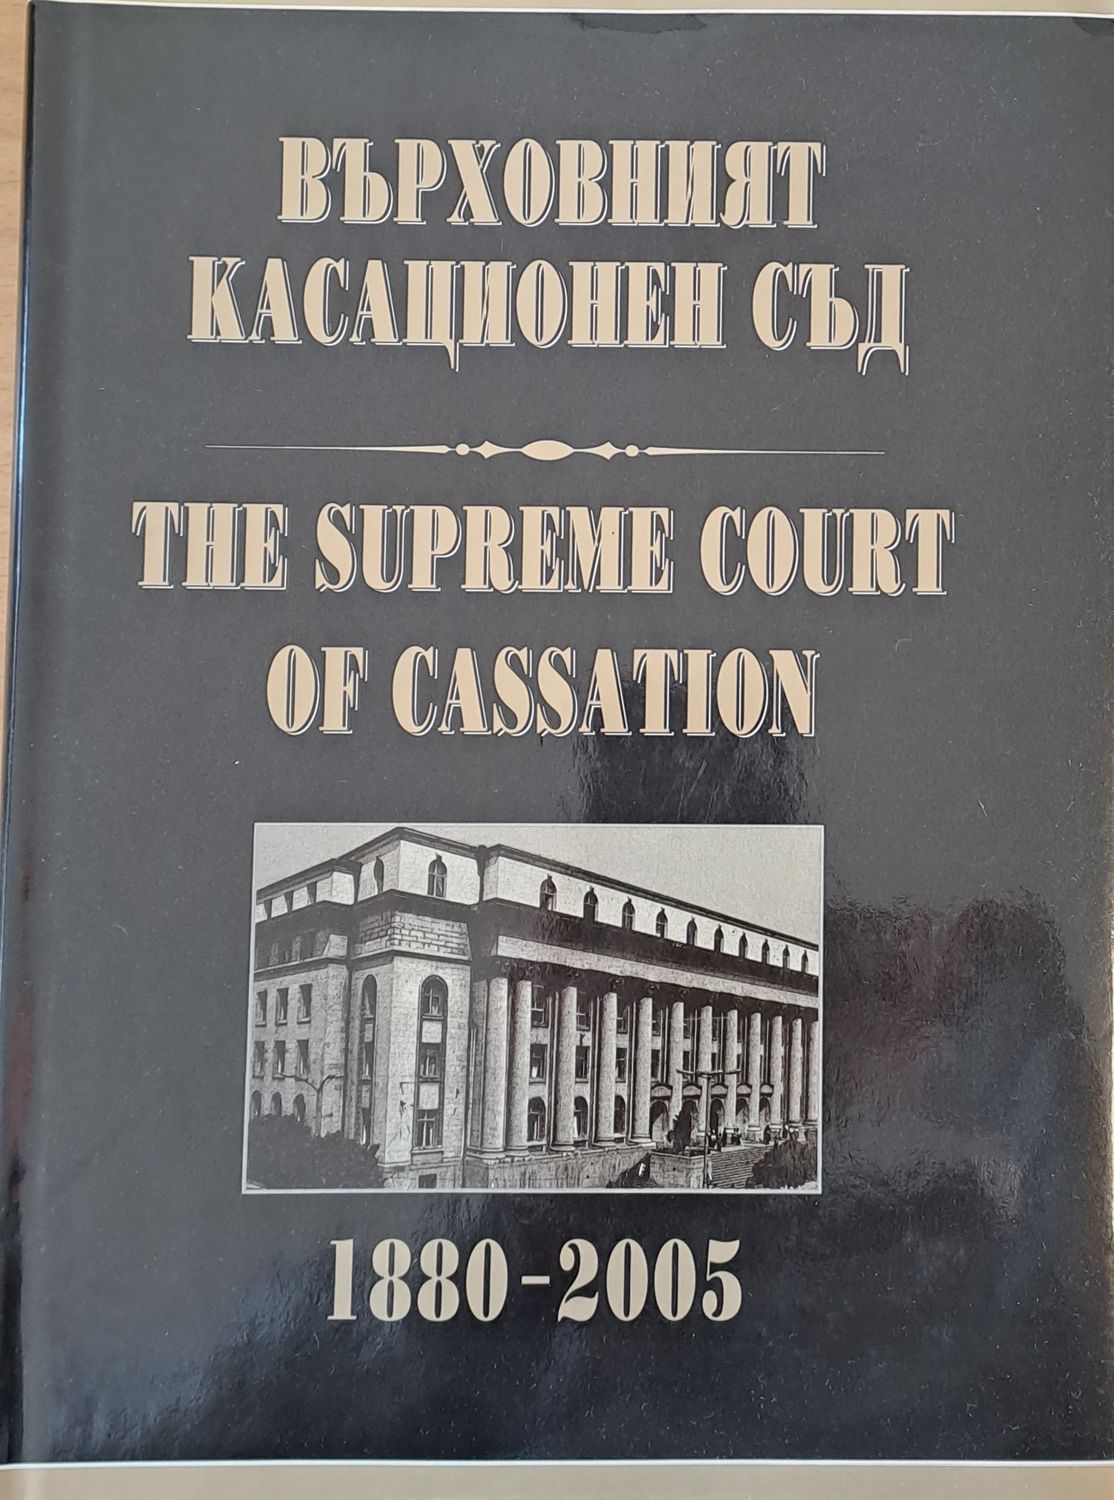 ВЪРХОВНИЯТ
КАСАЦИОНЕН СЪД
THE SUPREME COURT
OF CASSATION
1880-2005